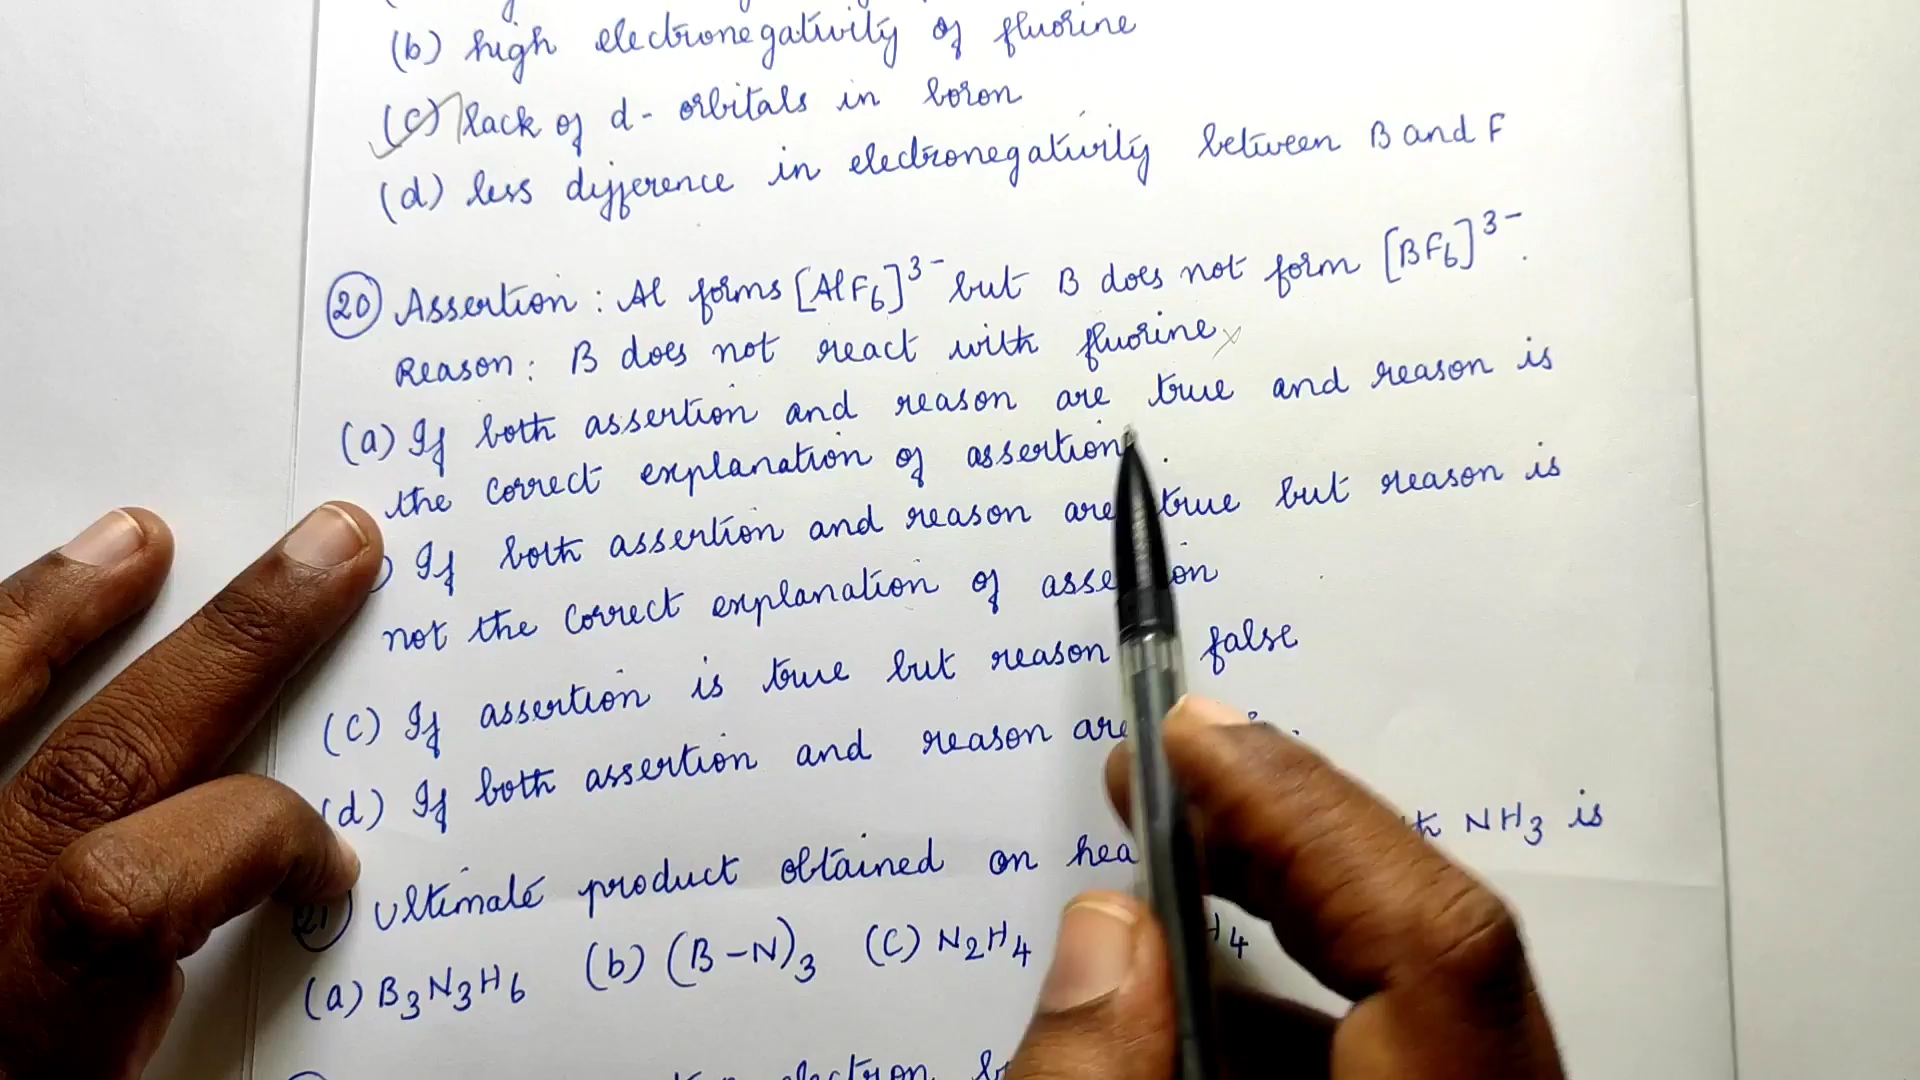 (b) high electronegativity of fluorine
(c) lack of d- orbitals in boron
(d) less difference in electronegativity between B and F
20 Assertion : Al forms [AlF6]3- but B does not form [BF6]3-.
Reason : B does not react with fluorine x
(a) If both assertion and reason are true and reason is
the correct explanation of assertion.
) If both assertion and reason are true but reason is
not the correct explanation of
(C) If assertion is true but reason false
(d) If both assertion and reason are
21) Ultimate product obtained on NH3 is
(a) B3N3H6 (b) (B-N)3 (C) N2H4 H4
electron